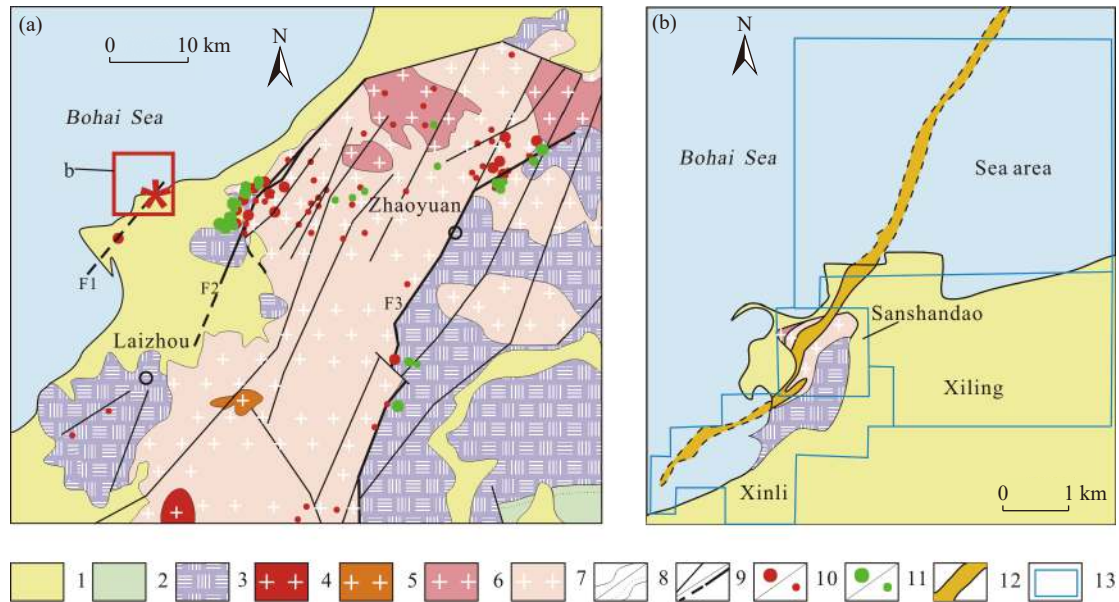 (a)
0 10 km
N
Bohai Sea
b
F1
F2
F3
Zhaoyuan
Laizhou
(b)
N
Bohai Sea
Sea area
Sanshandao
Xiling
Xinli
0 1 km
1 2 3 4 5 6 7 8 9 10 11 12 13